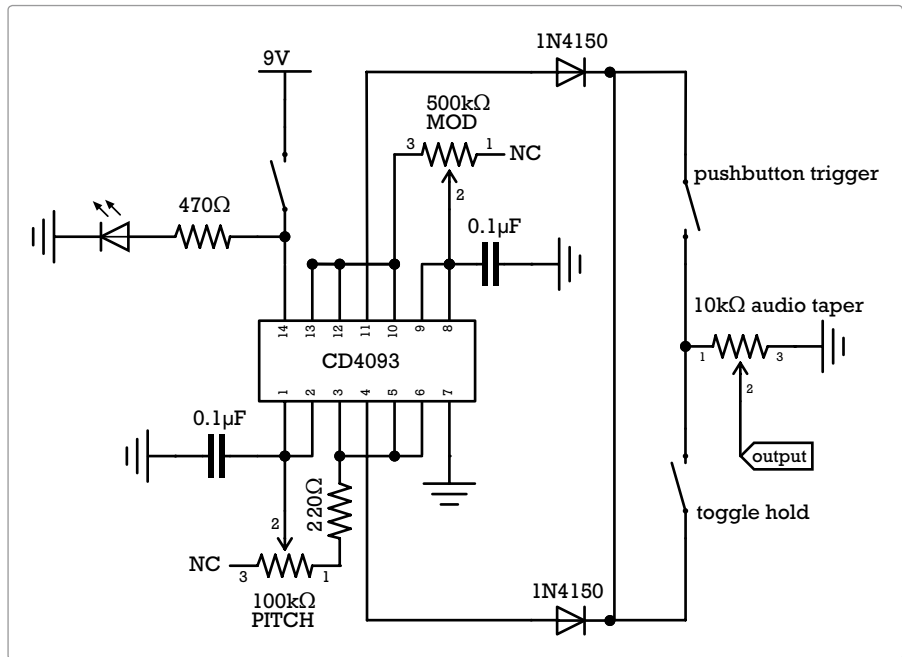 1N4150
9V
500kΩ
MOD
3
1
NC
2
pushbutton trigger
470Ω
0.1µF
10kΩ audio taper
14
13
12
11
10
9
8
CD4093
1
3
2
1
2
3
4
5
6
7
0.1µF
output
220Ω
2
toggle hold
NC
3
1
100kΩ
PITCH
1N4150